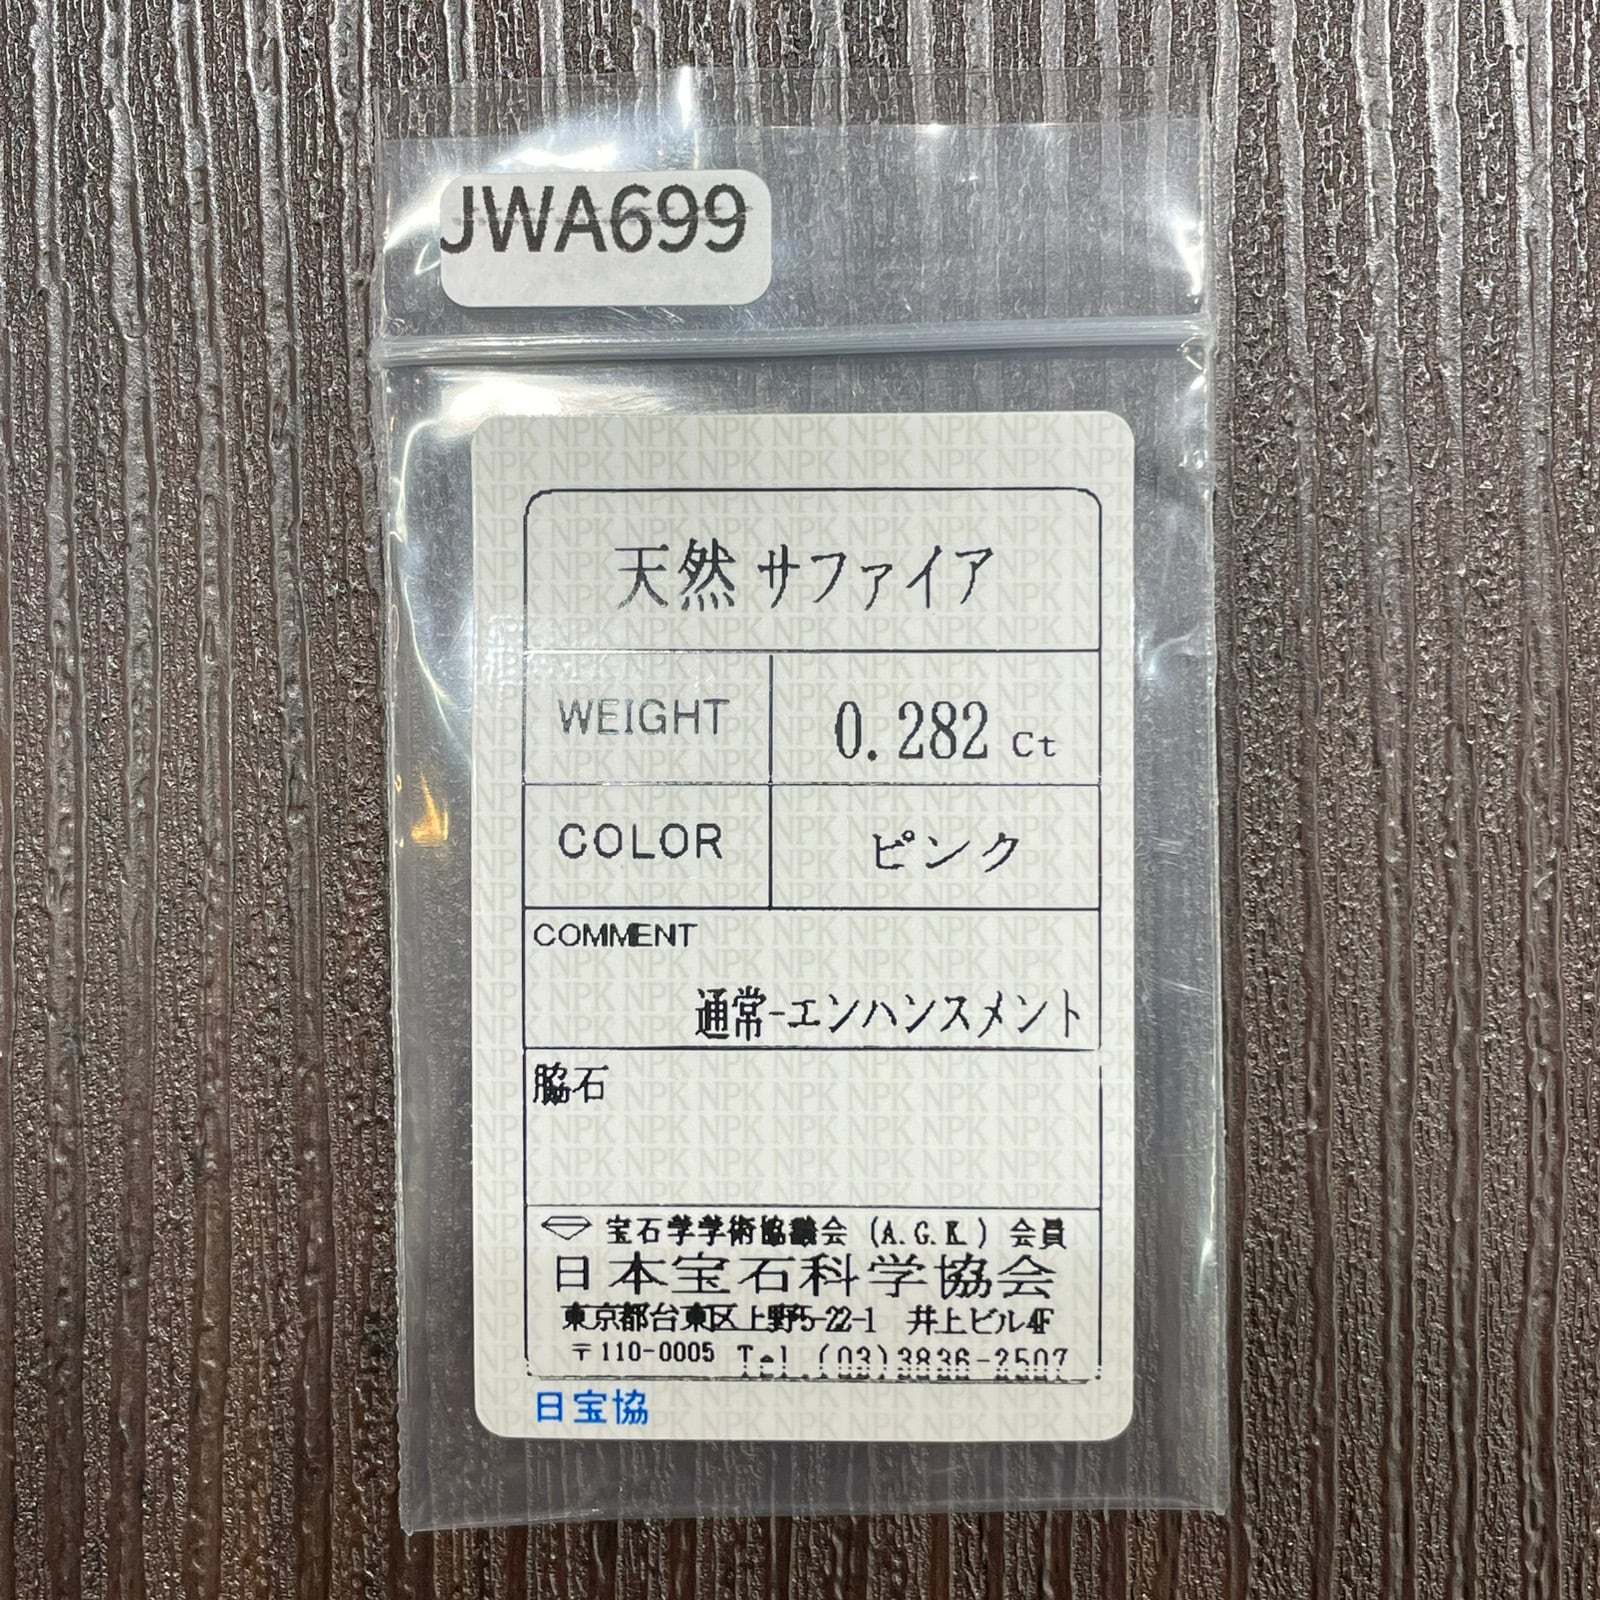 JWA699
天然 サファイア
WEIGHT 0.282 Ct
COLOR ピンク
COMMENT
通常-エンハンスメント
脇石
宝石学学術協議会 (A.G.K.) 会員
日本宝石科学協会
東京都台東区上野5-22-1 井上ビル4F
〒110-0005 Tel.(03)3836-2507
日宝協